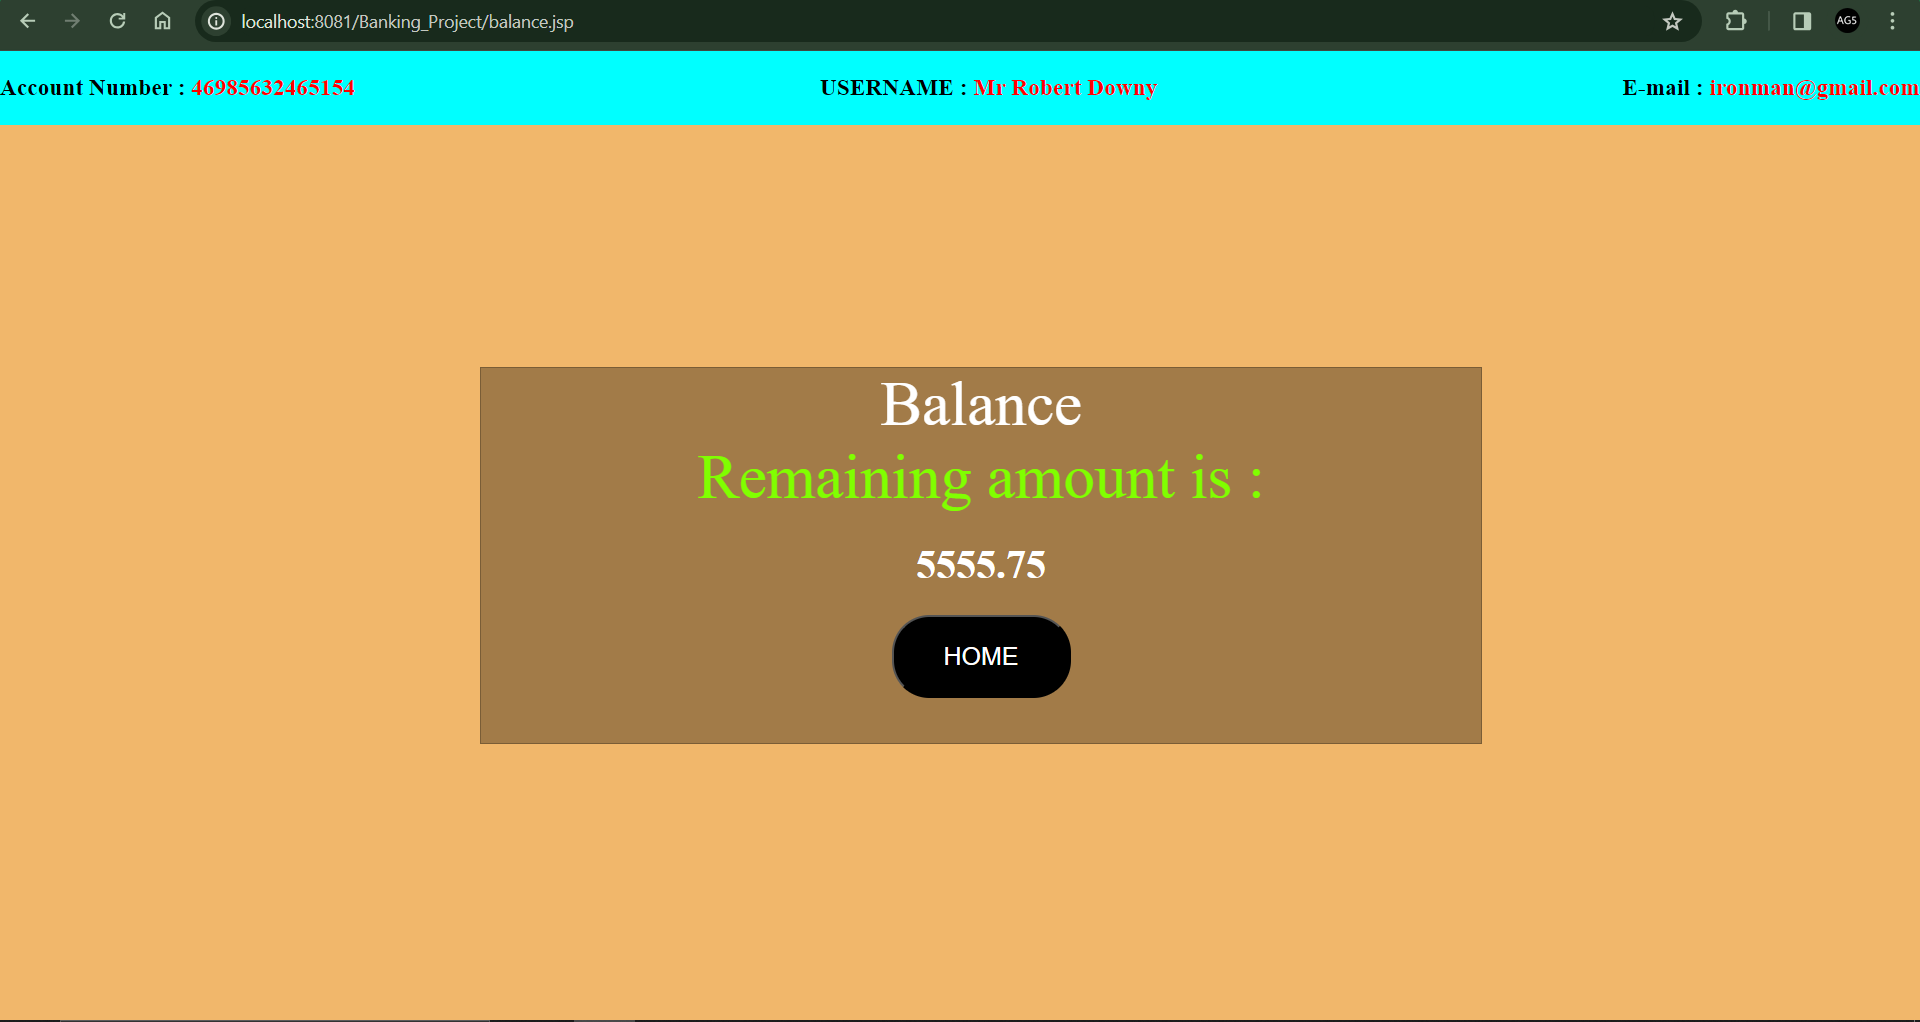 localhost:8081/Banking_Project/balance.jsp
AG5
Account Number : 46985632465154 USERNAME : Mr Robert Downy E-mail : ironman@gmail.com
Balance
Remaining amount is :
5555.75
HOME